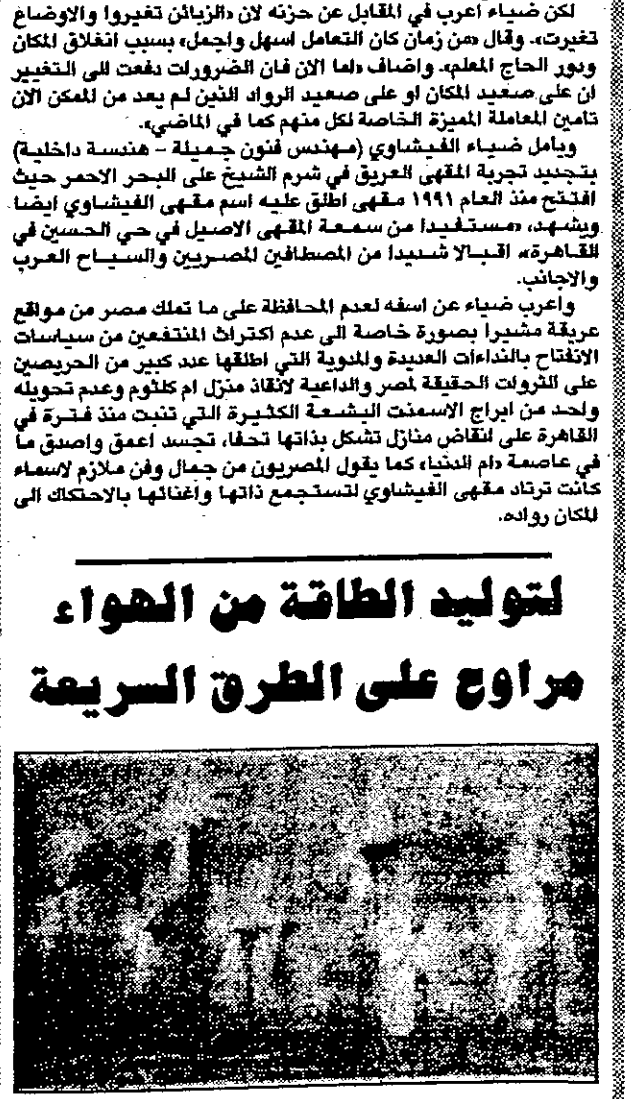 لكن ضياء أعرب في المقابل عن حزنه لان «الزبائن تغيروا والاوضاع
تغيرت». وقال «من زمان كان التعامل اسهل واجمل» بسبب انغلاق المكان
ودور الحاج المعلم». واضاف «اما الان فان الضرورات دفعت الى التغيير
ان على صعيد المكان او على صعيد الرواد الذين لم يعد من الممكن الان
تامين المعاملة المميزة الخاصة لكل منهم كما في الماضي».
ويأمل ضياء الفيشاوي (مهندس فنون جميلة – هندسة داخلية)
بتجديد تجربة المقهى العريق في شرم الشيخ على البحر الاحمر حيث
افتتح منذ العام ١٩٩١ مقهى اطلق عليه اسم مقهى الفيشاوي ايضا
ويشهد، «مستفيدا من سمعة المقهى الاصيل في حي الحسين في
القاهرة»، اقبالا شديدا من المصطافين المصريين والسياح العرب
والاجانب.
واعرب ضياء عن اسفه لعدم المحافظة على ما تملك مصر من مواقع
عريقة مشيرا بصورة خاصة الى عدم اكتراث المنتفعين من سياسات
الانفتاح بالنداءات العديدة والمدوية التي اطلقها عدد كبير من الحريصين
على الثروات الحقيقة لمصر والداعية لانقاذ منزل ام كلثوم وعدم تحويله
واحد من ابراج الاسمنت البشعة الكثيرة التي تنبت منذ فترة في
القاهرة على انقاض منازل تشكل بذاتها تحفا، تجسد اعمق واصدق ما
في عاصمة «ام الدنيا» كما يقول المصريون من جمال وفن ملازم لاسماء
كانت ترتاد مقهى الفيشاوي لتستجمع ذاتها وإغنائها بالاحتكاك الى
المكان رواده.
لتوليد الطاقة من الهواء
مراوح على الطرق السريعة